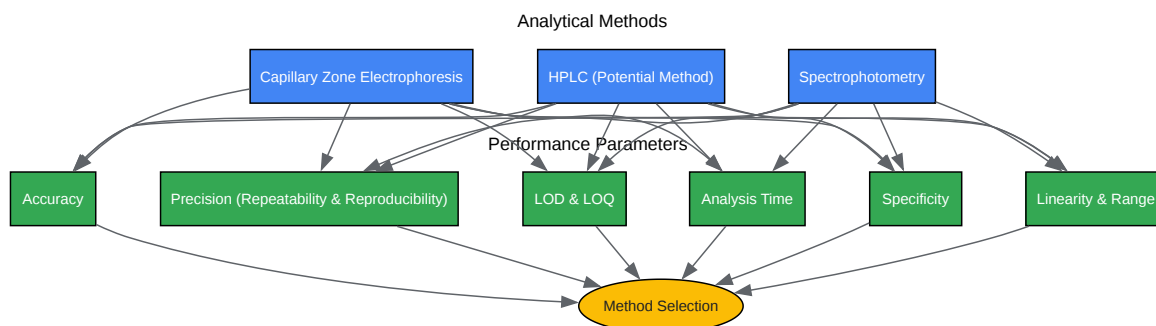 Analytical Methods
Capillary Zone Electrophoresis
HPLC (Potential Method)
Spectrophotometry
Performance Parameters
Accuracy
Precision (Repeatability & Reproducibility)
LOD & LOQ
Analysis Time
Specificity
Linearity & Range
Method Selection